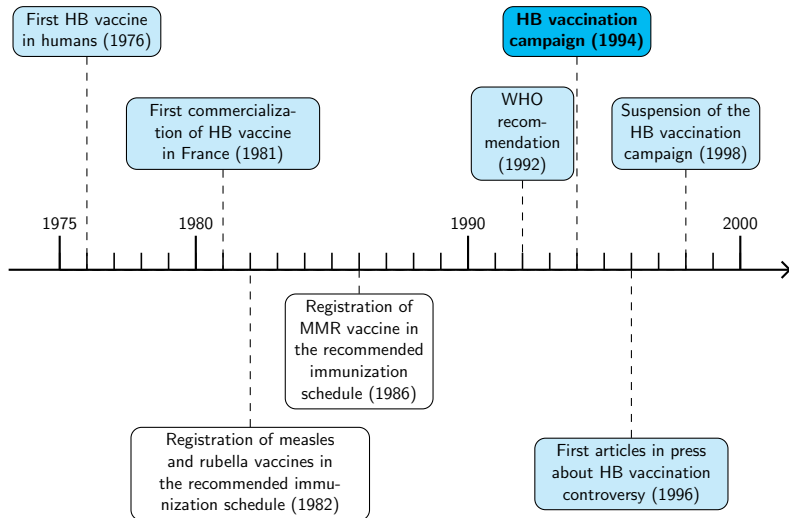 First HB vaccine
in humans (1976)
HB vaccination
campaign (1994)
First commercializa-
tion of HB vaccine
in France (1981)
WHO
recom-
mendation
(1992)
Suspension of the
HB vaccination
campaign (1998)
1975
1980
1990
2000
Registration of
MMR vaccine in
the recommended
immunization
schedule (1986)
Registration of measles
and rubella vaccines in
the recommended immu-
nization schedule (1982)
First articles in press
about HB vaccination
controversy (1996)